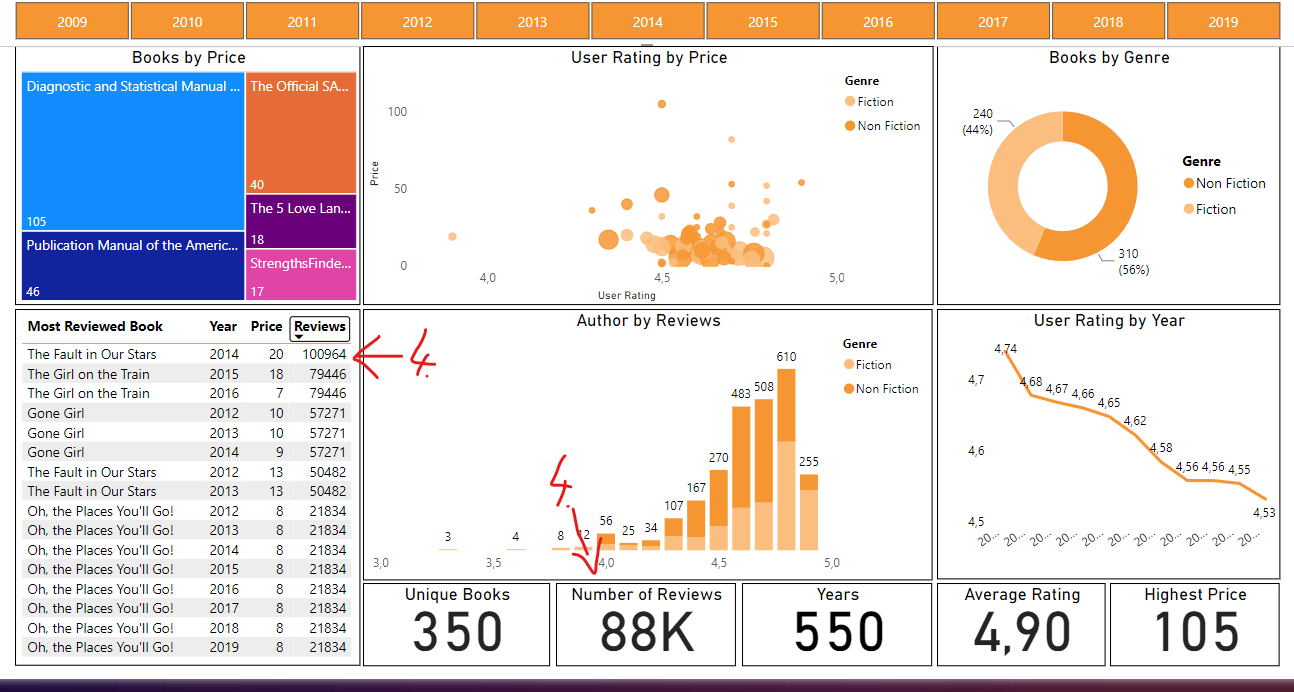 2009 2010 2011 2012 2013 2014 2015 2016 2017 2018 2019
Books by Price
Diagnostic and Statistical Manual ...
105
Publication Manual of the Americ...
46
The Official SA...
40
The 5 Love Lan...
18
StrengthsFinde...
17
User Rating by Price
Genre
Fiction
Non Fiction
Price
100
50
0
4,0 4,5 5,0
User Rating
Books by Genre
240
(44%)
310
(56%)
Genre
Non Fiction
Fiction
Most Reviewed Book Year Price Reviews
The Fault in Our Stars 2014 20 100964
The Girl on the Train 2015 18 79446
The Girl on the Train 2016 7 79446
Gone Girl 2012 10 57271
Gone Girl 2013 10 57271
Gone Girl 2014 9 57271
The Fault in Our Stars 2012 13 50482
The Fault in Our Stars 2013 13 50482
Oh, the Places You'll Go! 2012 8 21834
Oh, the Places You'll Go! 2013 8 21834
Oh, the Places You'll Go! 2014 8 21834
Oh, the Places You'll Go! 2015 8 21834
Oh, the Places You'll Go! 2016 8 21834
Oh, the Places You'll Go! 2017 8 21834
Oh, the Places You'll Go! 2018 8 21834
Oh, the Places You'll Go! 2019 8 21834
4.
Author by Reviews
Genre
Fiction
Non Fiction
3 4 8 12 56 25 34 107 167 270 483 508 610 255
4.
3,0 3,5 4,0 4,5 5,0
User Rating by Year
4,7
4,6
4,5
4,74 4,68 4,67 4,66 4,65 4,62 4,58 4,56 4,56 4,55 4,53
20... 20... 20... 20... 20... 20... 20... 20... 20... 20... 20...
Unique Books
350
Number of Reviews
88K
Years
550
Average Rating
4,90
Highest Price
105